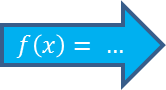 f(x) = ...